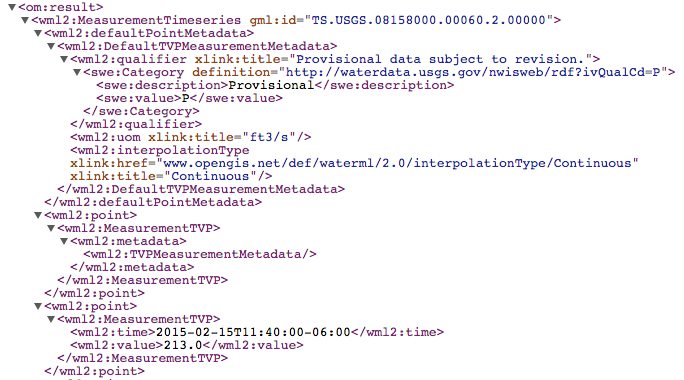 ▼<om:result>
▼<wml2:MeasurementTimeseries gml:id="TS.USGS.08158000.00060.2.00000">
▼<wml2:defaultPointMetadata>
▼<wml2:DefaultTVPMeasurementMetadata>
▼<wml2:qualifier xlink:title="Provisional data subject to revision.">
▼<swe:Category definition="http://waterdata.usgs.gov/nwisweb/rdf?ivQualCd=P">
<swe:description>Provisional</swe:description>
<swe:value>P</swe:value>
</swe:Category>
</wml2:qualifier>
<wml2:uom xlink:title="ft3/s"/>
<wml2:interpolationType
xlink:href="www.opengis.net/def/waterml/2.0/interpolationType/Continuous"
xlink:title="Continuous"/>
</wml2:DefaultTVPMeasurementMetadata>
</wml2:defaultPointMetadata>
▼<wml2:point>
▼<wml2:MeasurementTVP>
▼<wml2:metadata>
<wml2:TVPMeasurementMetadata/>
</wml2:metadata>
</wml2:MeasurementTVP>
</wml2:point>
▼<wml2:point>
▼<wml2:MeasurementTVP>
<wml2:time>2015-02-15T11:40:00-06:00</wml2:time>
<wml2:value>213.0</wml2:value>
</wml2:MeasurementTVP>
</wml2:point>